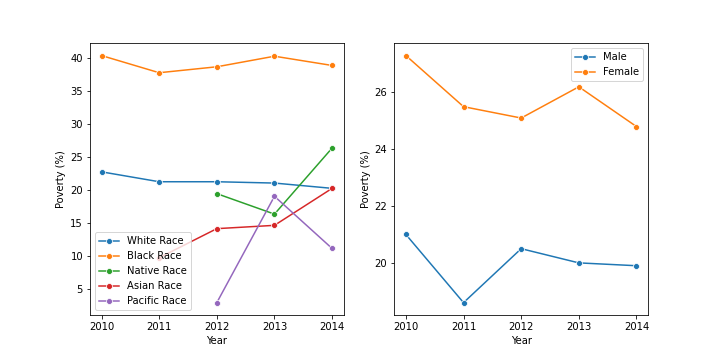 Poverty (%)
40
35
30
25
20
15
10
5
White Race
Black Race
Native Race
Asian Race
Pacific Race
2010 2011 2012 2013 2014
Year
Poverty (%)
26
24
22
20
Male
Female
2010 2011 2012 2013 2014
Year